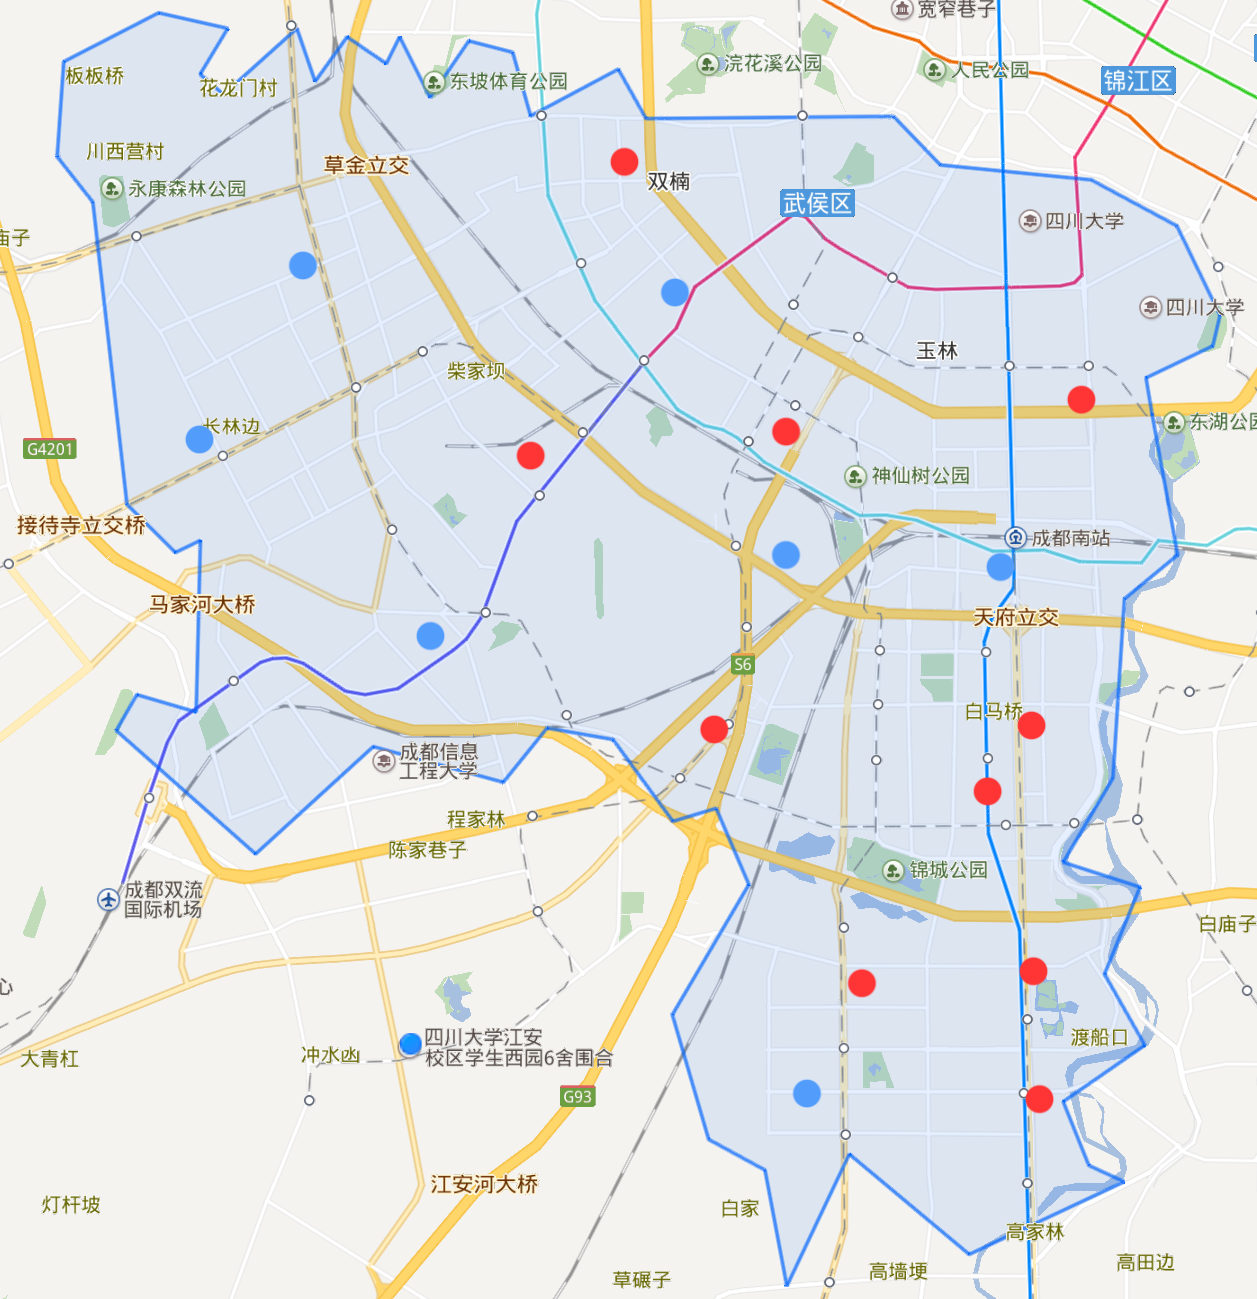 宽窄巷子
板板桥
花龙门村
东坡体育公园
浣花溪公园
人民公园
锦江区
川西营村
草金立交
永康森林公园
双楠
武侯区
四川大学
庙子
四川大学
玉林
柴家坝
长林边
东湖公园
G4201
神仙树公园
接待寺立交桥
成都南站
马家河大桥
天府立交
S6
白马桥
成都信息
工程大学
程家林
陈家巷子
锦城公园
成都双流
国际机场
白庙子
心
四川大学江安
校区学生西园6舍围合
大青杠
冲水凼
渡船口
G93
江安河大桥
灯杆坡
白家
高家林
草碾子
高墙埂
高田边